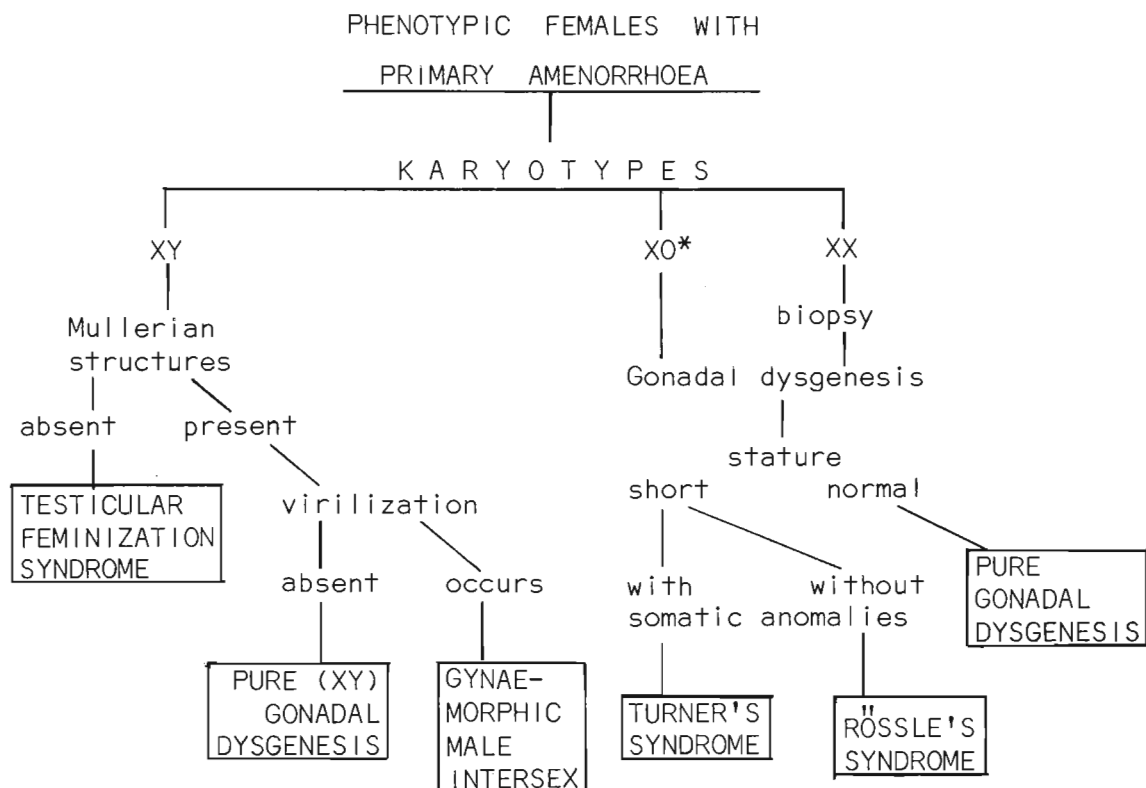 PHENOTYPIC FEMALES WITH
PRIMARY AMENORRHOEA
KARYOTYPES
XY
XO*
XX
Mullerian
structures
biopsy
Gonadal dysgenesis
absent
present
stature
short
normal
TESTICULAR
FEMINIZATION
SYNDROME
virilization
absent
occurs
with
without
somatic anomalies
PURE
GONADAL
DYSGENESIS
PURE (XY)
GONADAL
DYSGENESIS
GYNAE-
MORPHIC
MALE
INTERSEX
TURNER'S
SYNDROME
RÖSSLE'S
SYNDROME